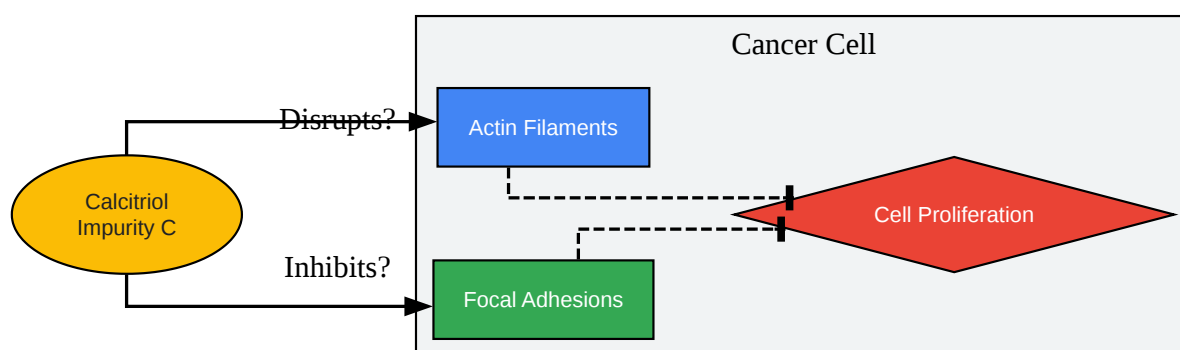 Cancer Cell
Disrupts?
Actin Filaments
Calcitriol
Impurity C
Cell Proliferation
Inhibits?
Focal Adhesions